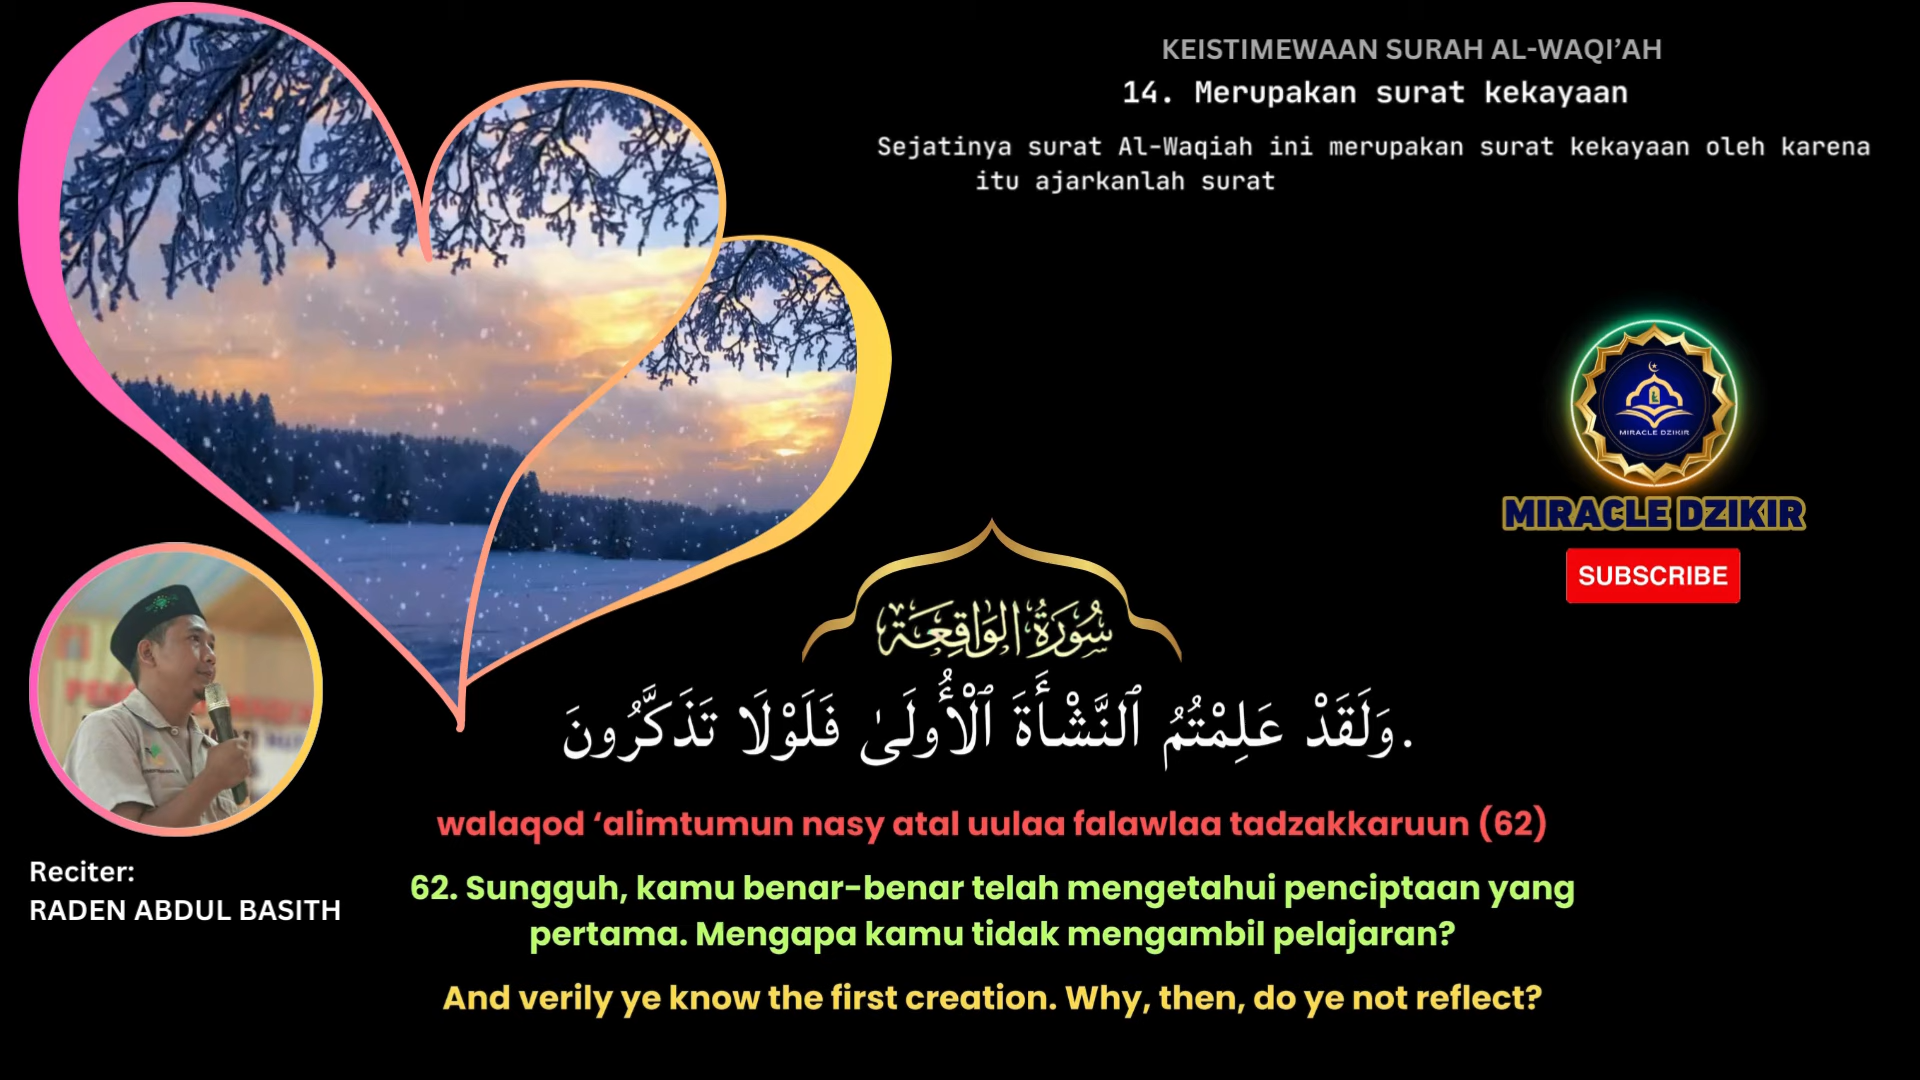 KEISTIMEWAAN SURAH AL-WAQI’AH
14. Merupakan surat kekayaan
Sejatinya surat Al-Waqiah ini merupakan surat kekayaan oleh karena
itu ajarkanlah surat
MIRACLE DZIKIR
MIRACLE DZIKIR
SUBSCRIBE
سُورَةُ الوَاقِعَة
وَلَقَدْ عَلِمْتُمُ ٱلنَّشْأَةَ ٱلْأُولَىٰ فَلَوْلَا تَذَكَّرُونَ.
walaqod ‘alimtumun nasy atal uulaa falawlaa tadzakkaruun (62)
62. Sungguh, kamu benar-benar telah mengetahui penciptaan yang
pertama. Mengapa kamu tidak mengambil pelajaran?
And verily ye know the first creation. Why, then, do ye not reflect?
Reciter:
RADEN ABDUL BASITH